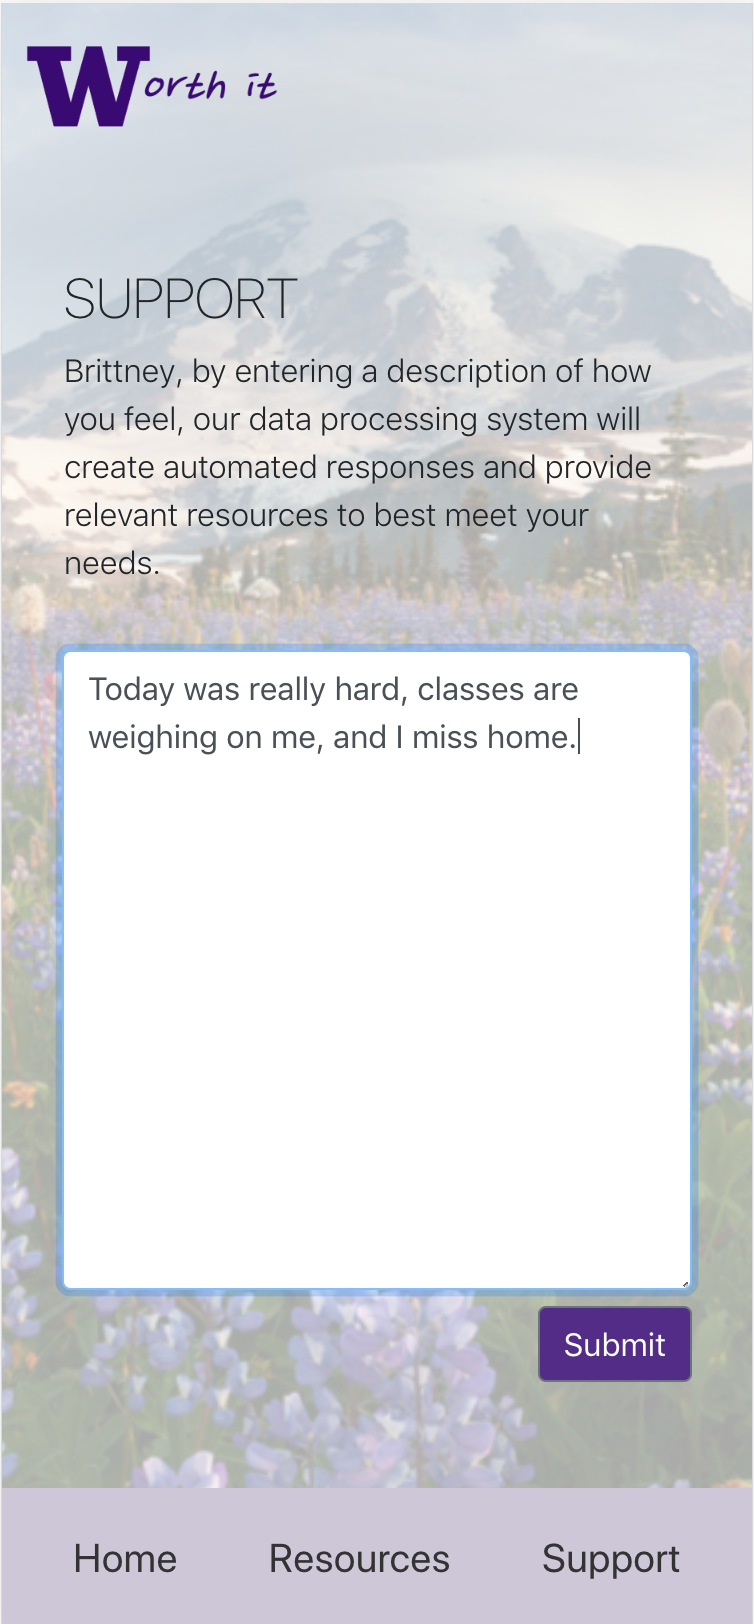 Worth it
SUPPORT
Brittney, by entering a description of how
you feel, our data processing system will
create automated responses and provide
relevant resources to best meet your
needs.
Today was really hard, classes are
weighing on me, and I miss home.
Submit
Home Resources Support